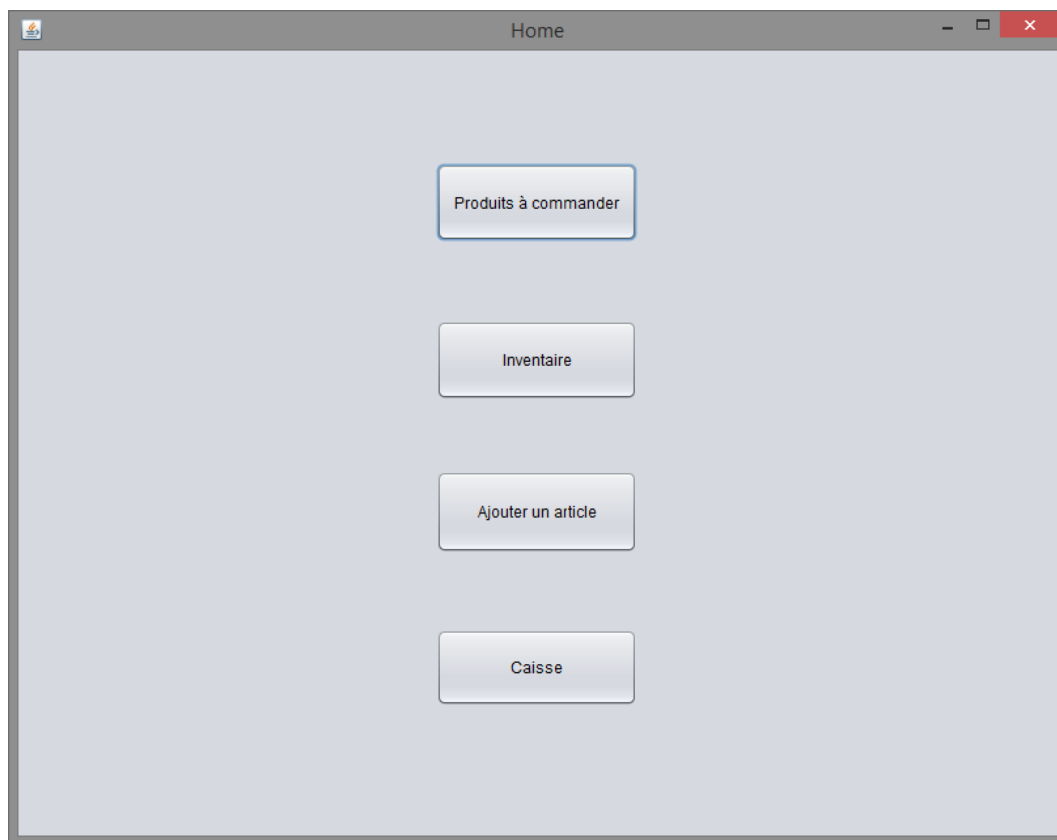 Home
Produits à commander
Inventaire
Ajouter un article
Caisse